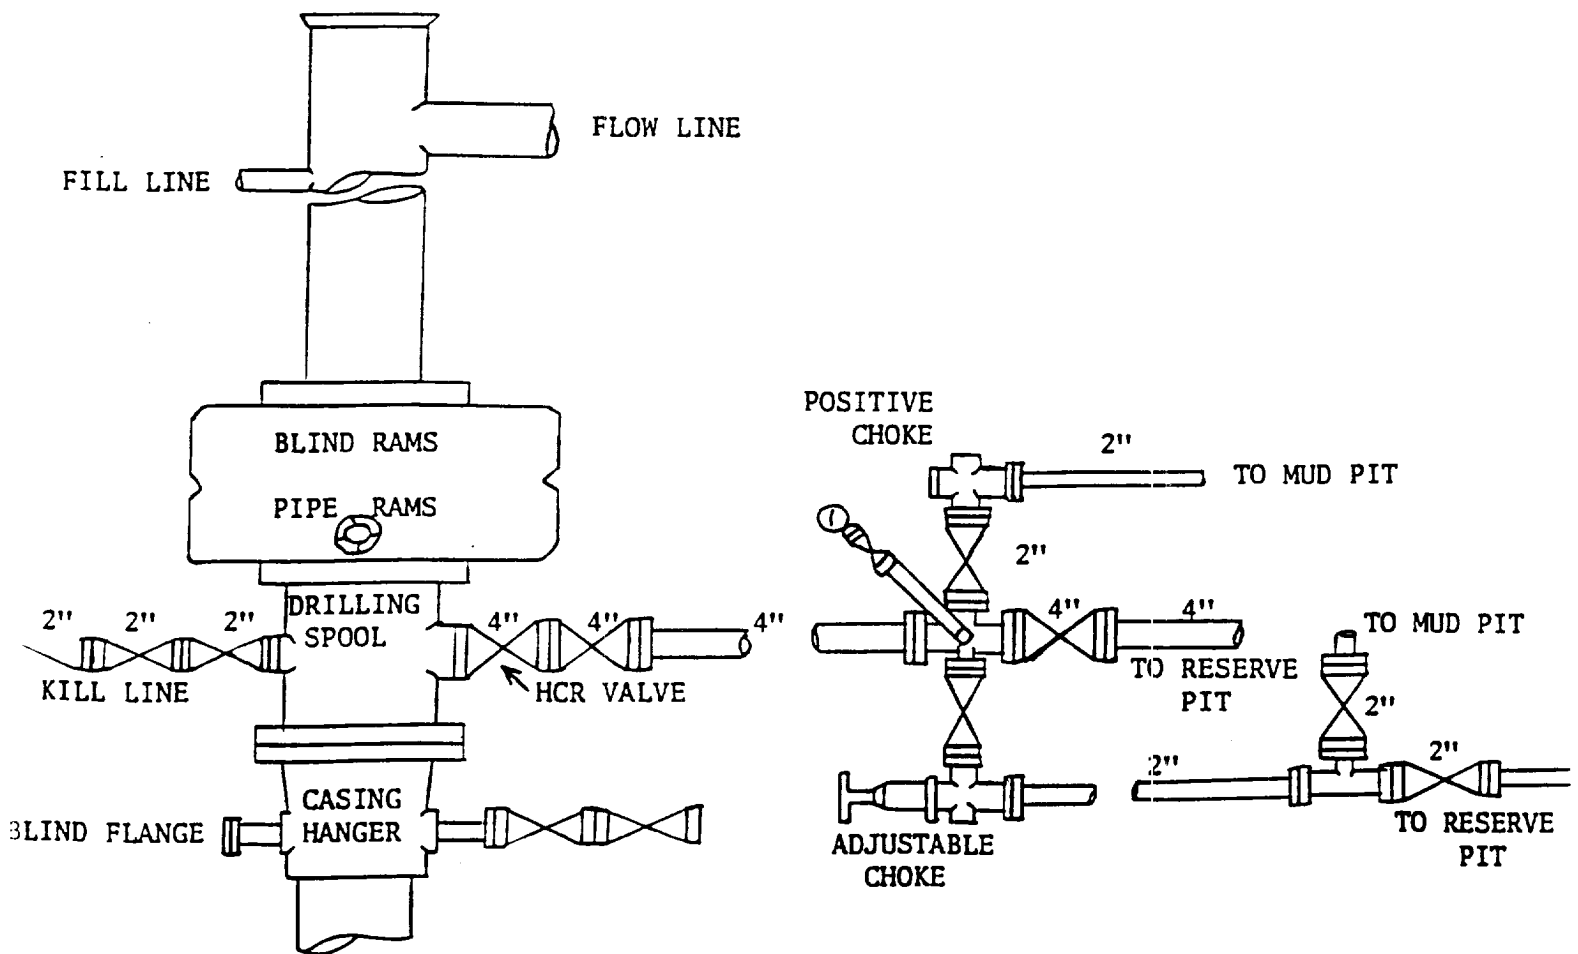 FLOW LINE
FILL LINE
BLIND RAMS
PIPE RAMS
DRILLING
SPOOL
2"
2"
2"
KILL LINE
4"
4"
4"
HCR VALVE
CASING
HANGER
BLIND FLANGE
POSITIVE
CHOKE
2"
TO MUD PIT
2"
4"
4"
TO RESERVE
PIT
TO MUD PIT
2"
2"
2"
TO RESERVE
PIT
ADJUSTABLE
CHOKE